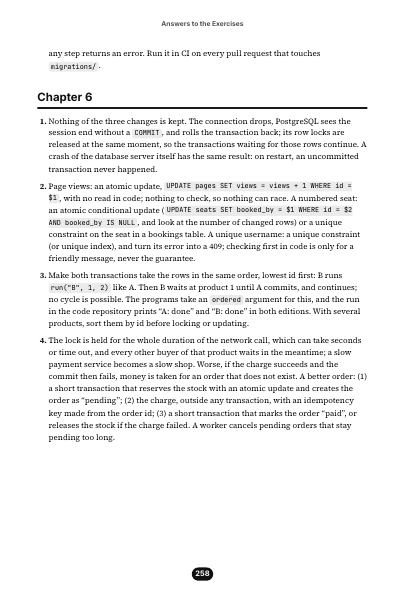 Answers to the Exercises
any step returns an error. Run it in CI on every pull request that touches
migrations/ .
Chapter 6
1. Nothing of the three changes is kept. The connection drops, PostgreSQL sees the
session end without a COMMIT , and rolls the transaction back; its row locks are
released at the same moment, so the transactions waiting for those rows continue. A
crash of the database server itself has the same result: on restart, an uncommitted
transaction never happened.
2. Page views: an atomic update, UPDATE pages SET views = views + 1 WHERE id =
$1 , with no read in code; nothing to check, so nothing can race. A numbered seat:
an atomic conditional update ( UPDATE seats SET booked_by = $1 WHERE id = $2
AND booked_by IS NULL , and look at the number of changed rows) or a unique
constraint on the seat in a bookings table. A unique username: a unique constraint
(or unique index), and turn its error into a 409; checking first in code is only for a
friendly message, never the guarantee.
3. Make both transactions take the rows in the same order, lowest id first: B runs
run("B", 1, 2) like A. Then B waits at product 1 until A commits, and continues;
no cycle is possible. The programs take an ordered argument for this, and the run
in the code repository prints “A: done” and “B: done” in both editions. With several
products, sort them by id before locking or updating.
4. The lock is held for the whole duration of the network call, which can take seconds
or time out, and every other buyer of that product waits in the meantime; a slow
payment service becomes a slow shop. Worse, if the charge succeeds and the
commit then fails, money is taken for an order that does not exist. A better order: (1)
a short transaction that reserves the stock with an atomic update and creates the
order as “pending”; (2) the charge, outside any transaction, with an idempotency
key made from the order id; (3) a short transaction that marks the order “paid”, or
releases the stock if the charge failed. A worker cancels pending orders that stay
pending too long.
258